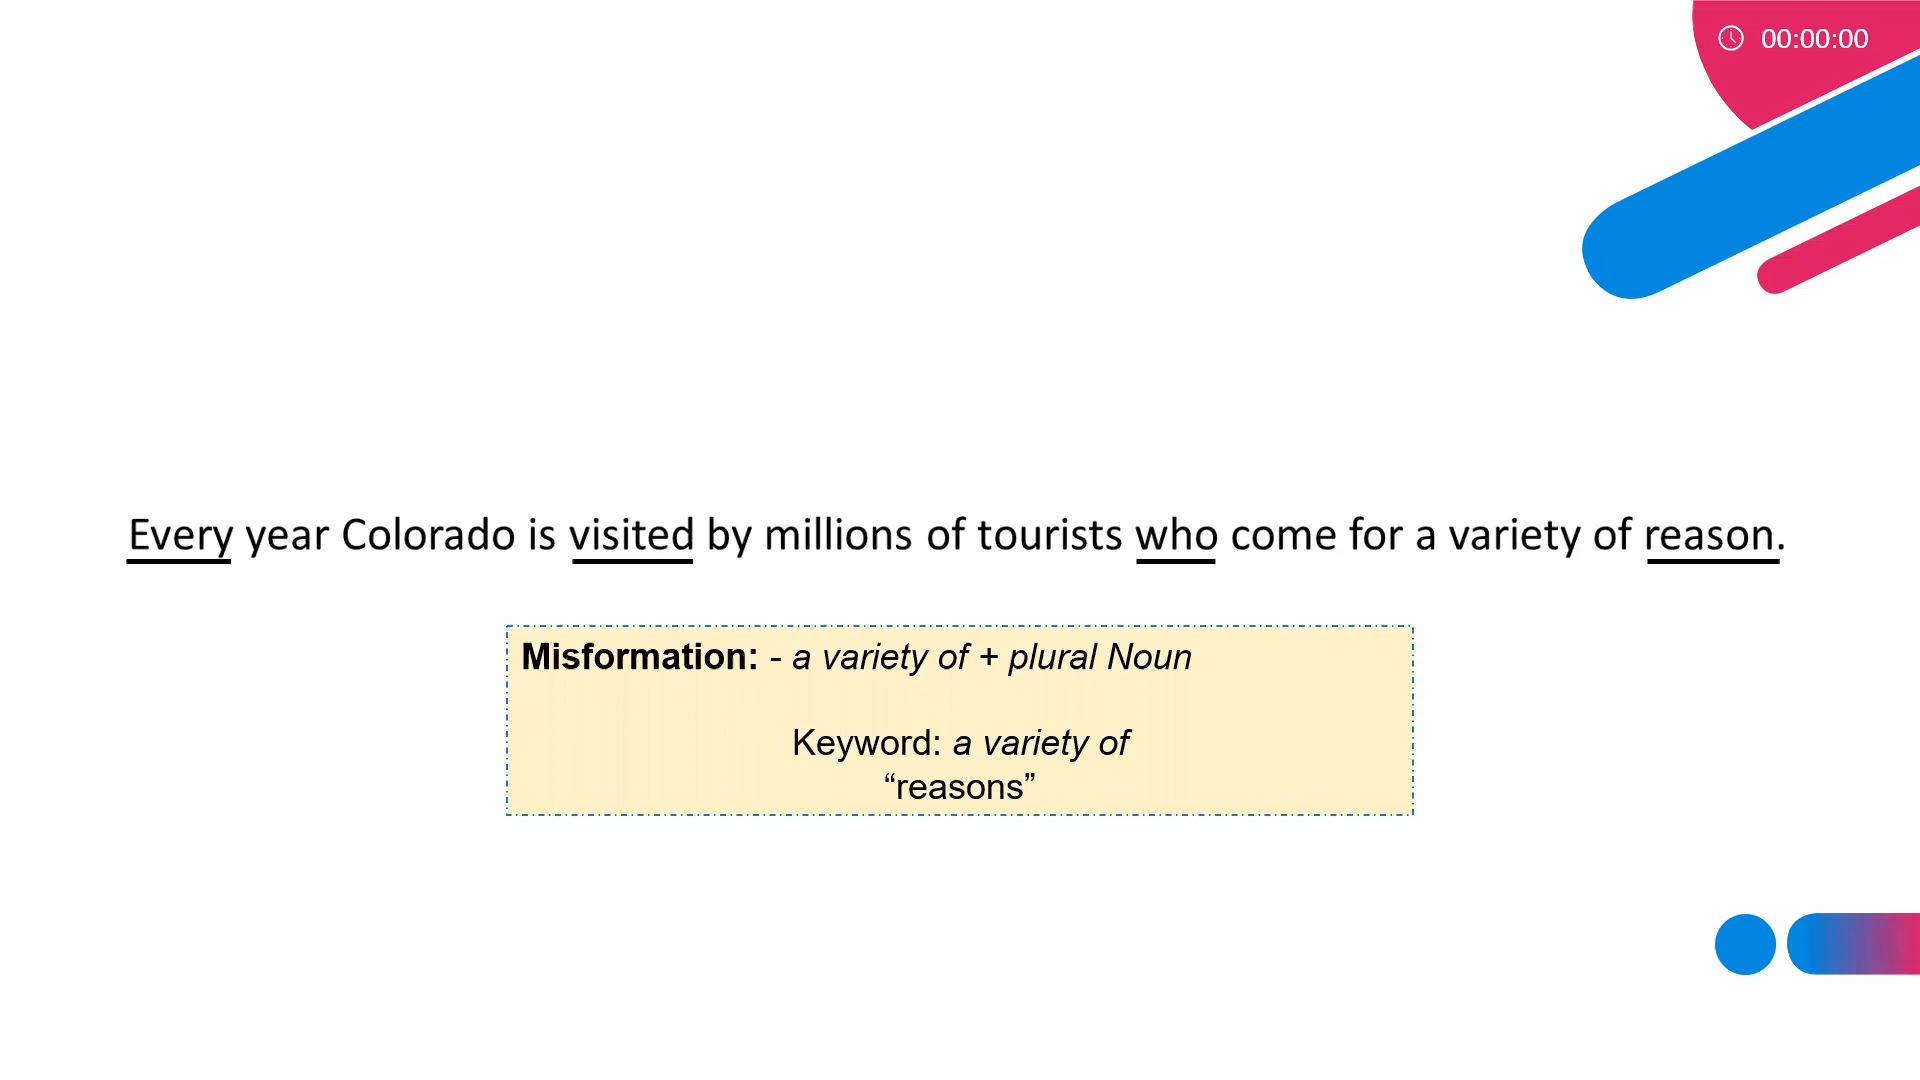 00:00:00
Every year Colorado is visited by millions of tourists who come for a variety of reason.
Misformation: - a variety of + plural Noun
Keyword: a variety of
“reasons”